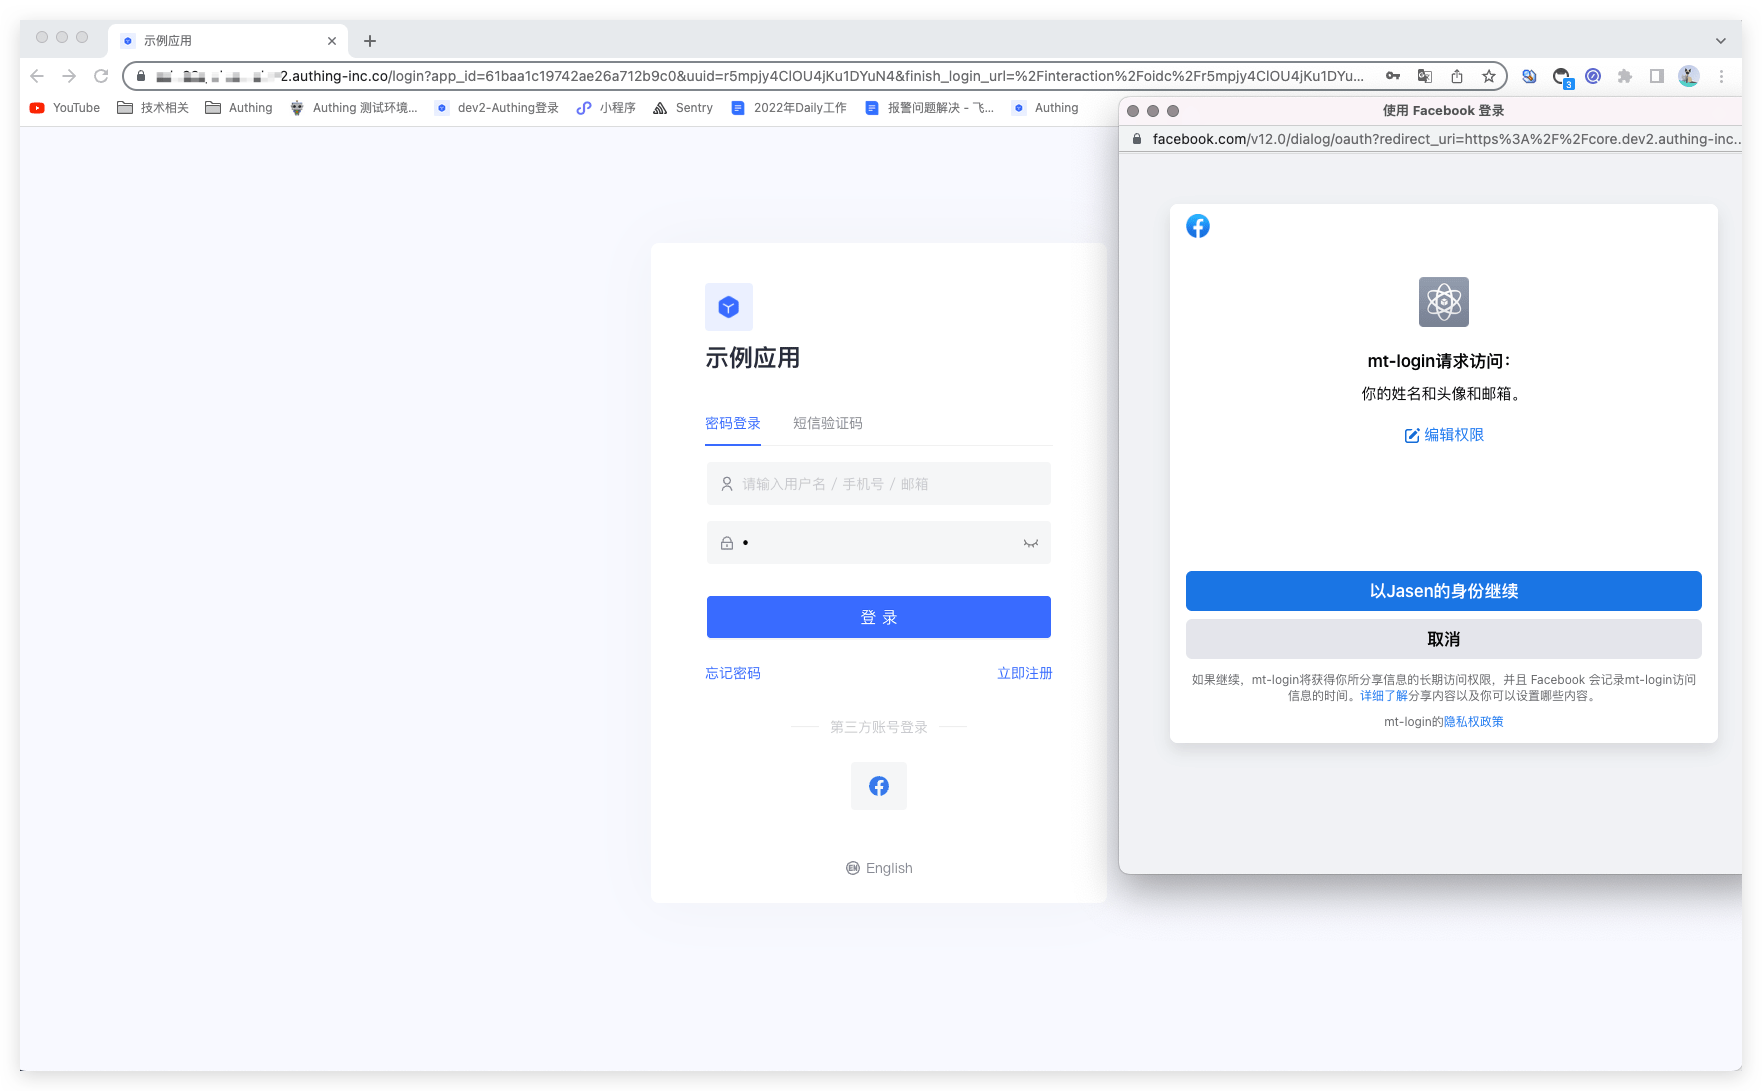 示例应用
2.authing-inc.co/login?app_id=61baa1c19742ae26a712b9c0&uuid=r5mpjy4ClOU4jKu1DYuN4&finish_login_url=%2Finteraction%2Foidc%2Fr5mpjy4ClOU4jKu1DYu...
3
YouTube 技术相关 Authing Authing 测试环境... dev2-Authing登录 小程序 Sentry 2022年Daily工作 报警问题解决 - 飞... Authing
使用 Facebook 登录
facebook.com/v12.0/dialog/oauth?redirect_uri=https%3A%2F%2Fcore.dev2.authing-inc...
示例应用
密码登录 短信验证码
请输入用户名 / 手机号 / 邮箱
•
登 录
忘记密码 立即注册
第三方账号登录
EN English
mt-login请求访问：
你的姓名和头像和邮箱。
编辑权限
以Jasen的身份继续
取消
如果继续，mt-login将获得你所分享信息的长期访问权限，并且 Facebook 会记录mt-login访问
信息的时间。详细了解分享内容以及你可以设置哪些内容。
mt-login的隐私权政策